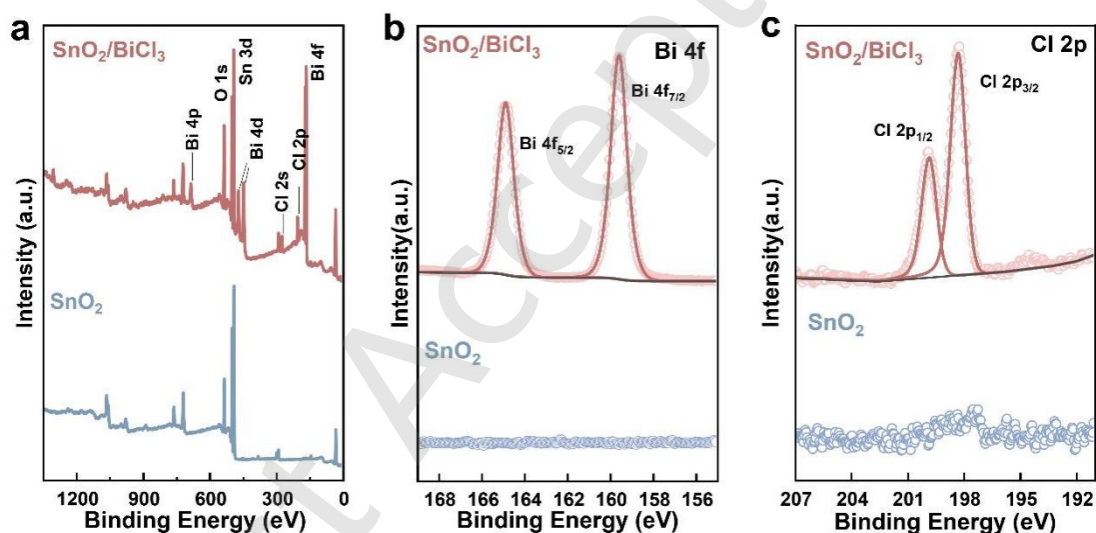 a
SnO₂/BiCl₃
O 1s
Sn 3d
Bi 4f
Bi 4p
Bi 4d
Cl 2s
Cl 2p
SnO₂
Intensity (a.u.)
1200 900 600 300 0
Binding Energy (eV)
b
SnO₂/BiCl₃
Bi 4f
Bi 4f₇/₂
Bi 4f₅/₂
SnO₂
Intensity(a.u.)
168 166 164 162 160 158 156
Binding Energy (eV)
c
SnO₂/BiCl₃
Cl 2p
Cl 2p₃/₂
Cl 2p₁/₂
SnO₂
Intensity (a.u.)
207 204 201 198 195 192
Binding Energy (eV)
Accept